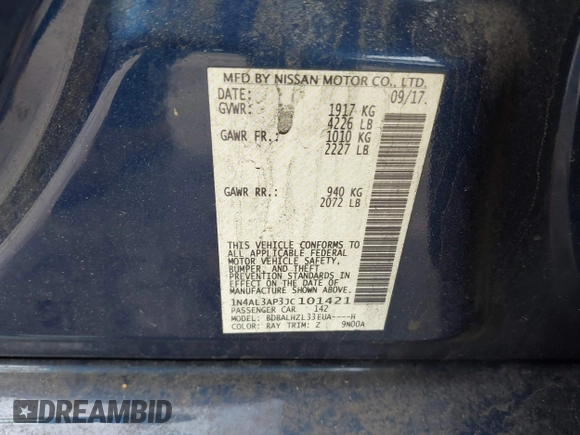 MFD BY NISSAN MOTOR CO., LTD.
DATE: 09/17.
GVWR: 1917 KG
4226 LB
GAWR FR.: 1010 KG
2227 LB
GAWR RR.: 940 KG
2072 LB
THIS VEHICLE CONFORMS TO
ALL APPLICABLE FEDERAL
MOTOR VEHICLE SAFETY,
BUMPER, AND THEFT
PREVENTION STANDARDS IN
EFFECT ON THE DATE OF
MANUFACTURE SHOWN ABOVE.
1N4AL3AP3JC101421
PASSENGER CAR 142
MODEL: BDBALHZL33EUA----H
COLOR: RAY TRIM: Z 9N00A
DREAMBID